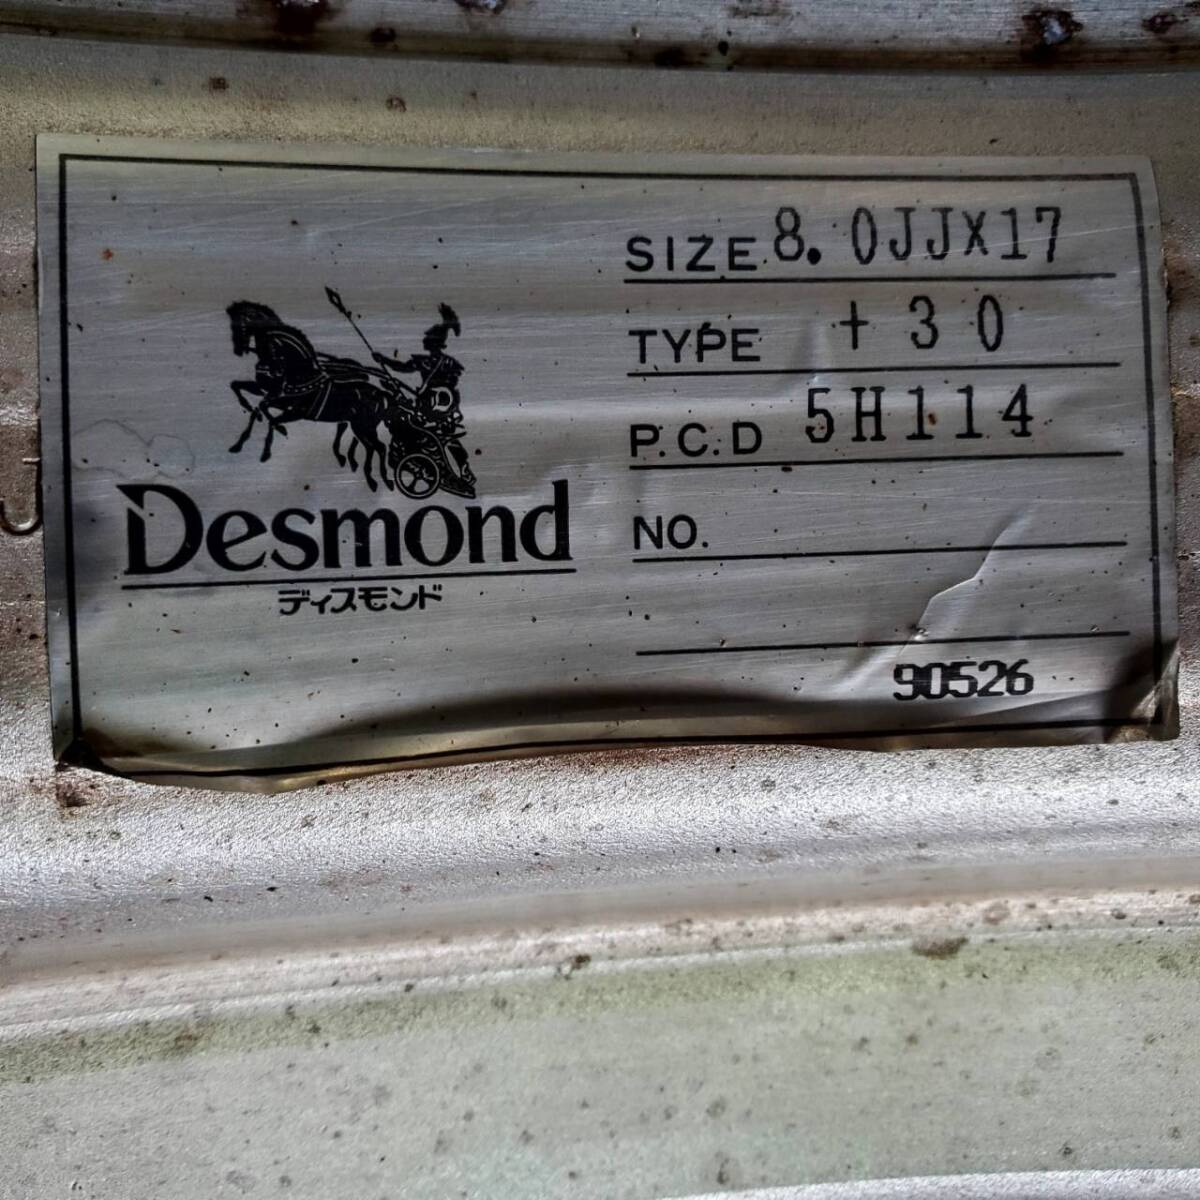 SIZE 8.0JJX17
TYPE +30
P.C.D 5H114
NO.
90526
Desmond
ディスモンド